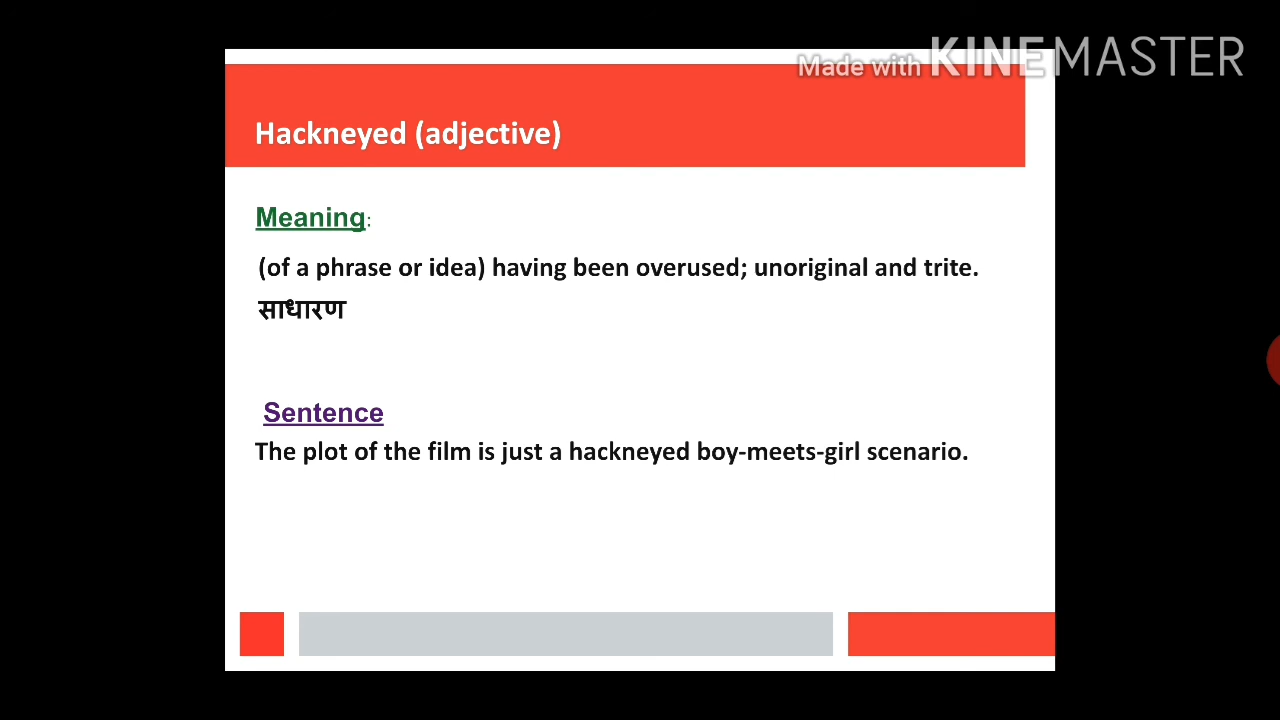 Made with KINEMASTER
Hackneyed (adjective)
Meaning:
(of a phrase or idea) having been overused; unoriginal and trite.
साधारण
Sentence
The plot of the film is just a hackneyed boy-meets-girl scenario.